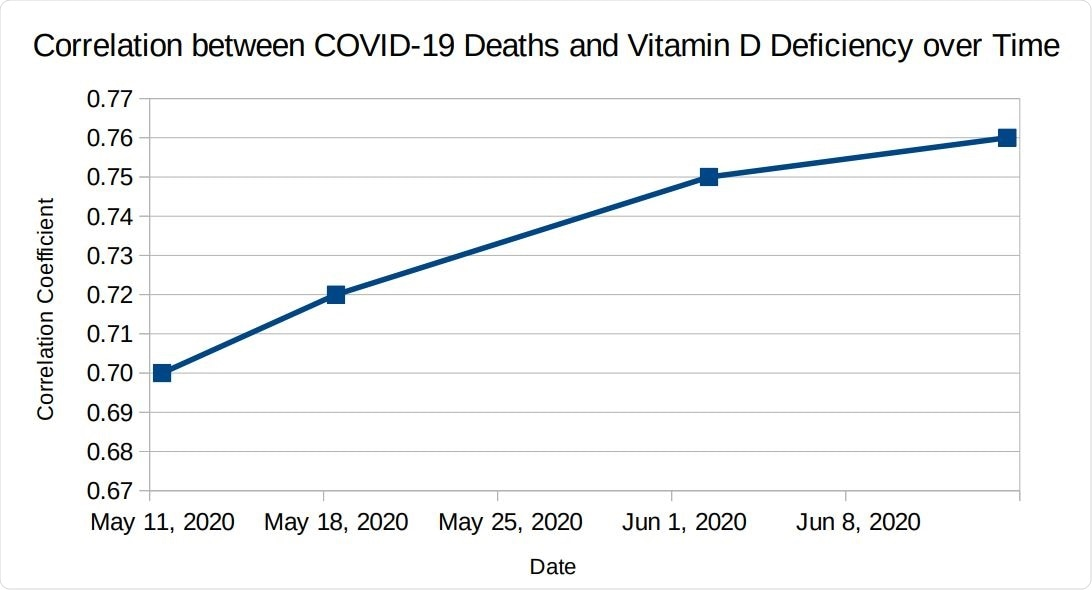 Correlation between COVID-19 Deaths and Vitamin D Deficiency over Time
Correlation Coefficient
0.77
0.76
0.75
0.74
0.73
0.72
0.71
0.70
0.69
0.68
0.67
May 11, 2020 May 18, 2020 May 25, 2020 Jun 1, 2020 Jun 8, 2020
Date